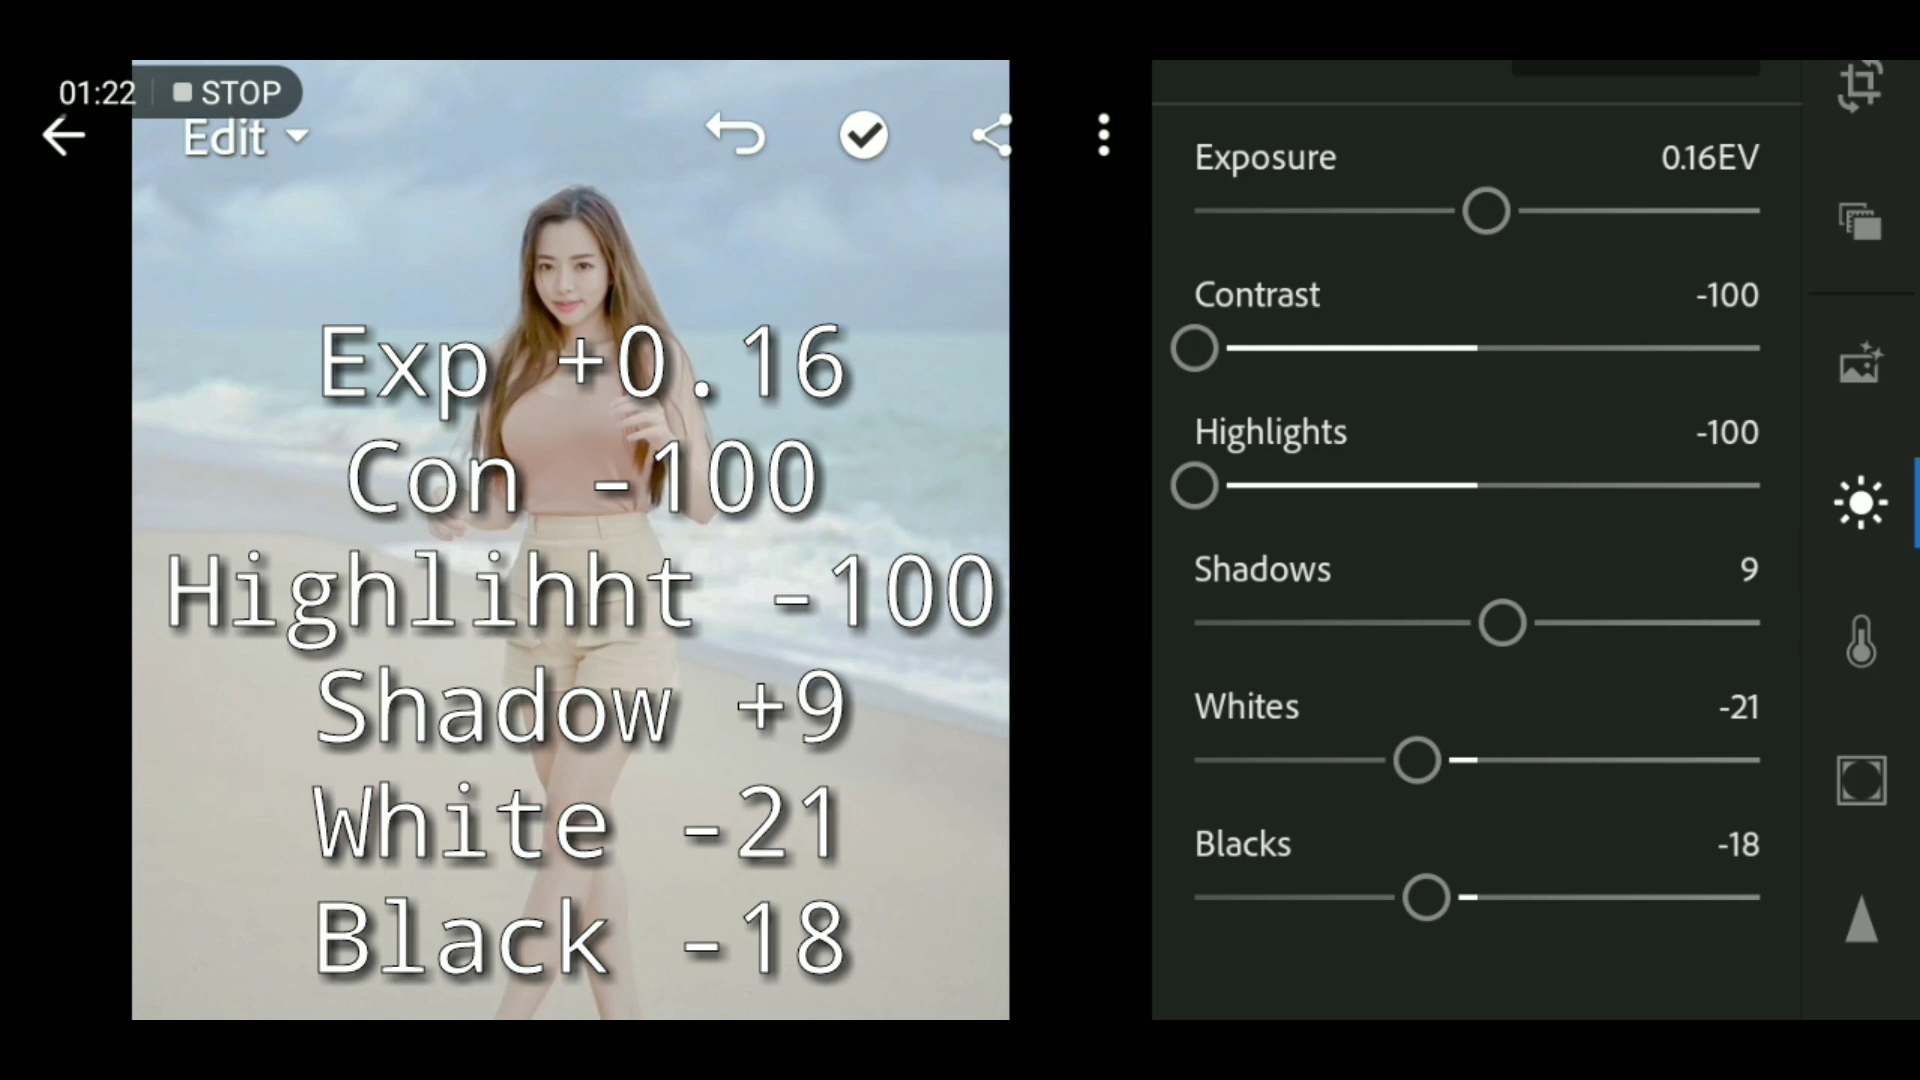 01:22 STOP
Edit
Exp +0.16
Con -100
Highlihht -100
Shadow +9
White -21
Black -18
Exposure 0.16EV
Contrast -100
Highlights -100
Shadows 9
Whites -21
Blacks -18